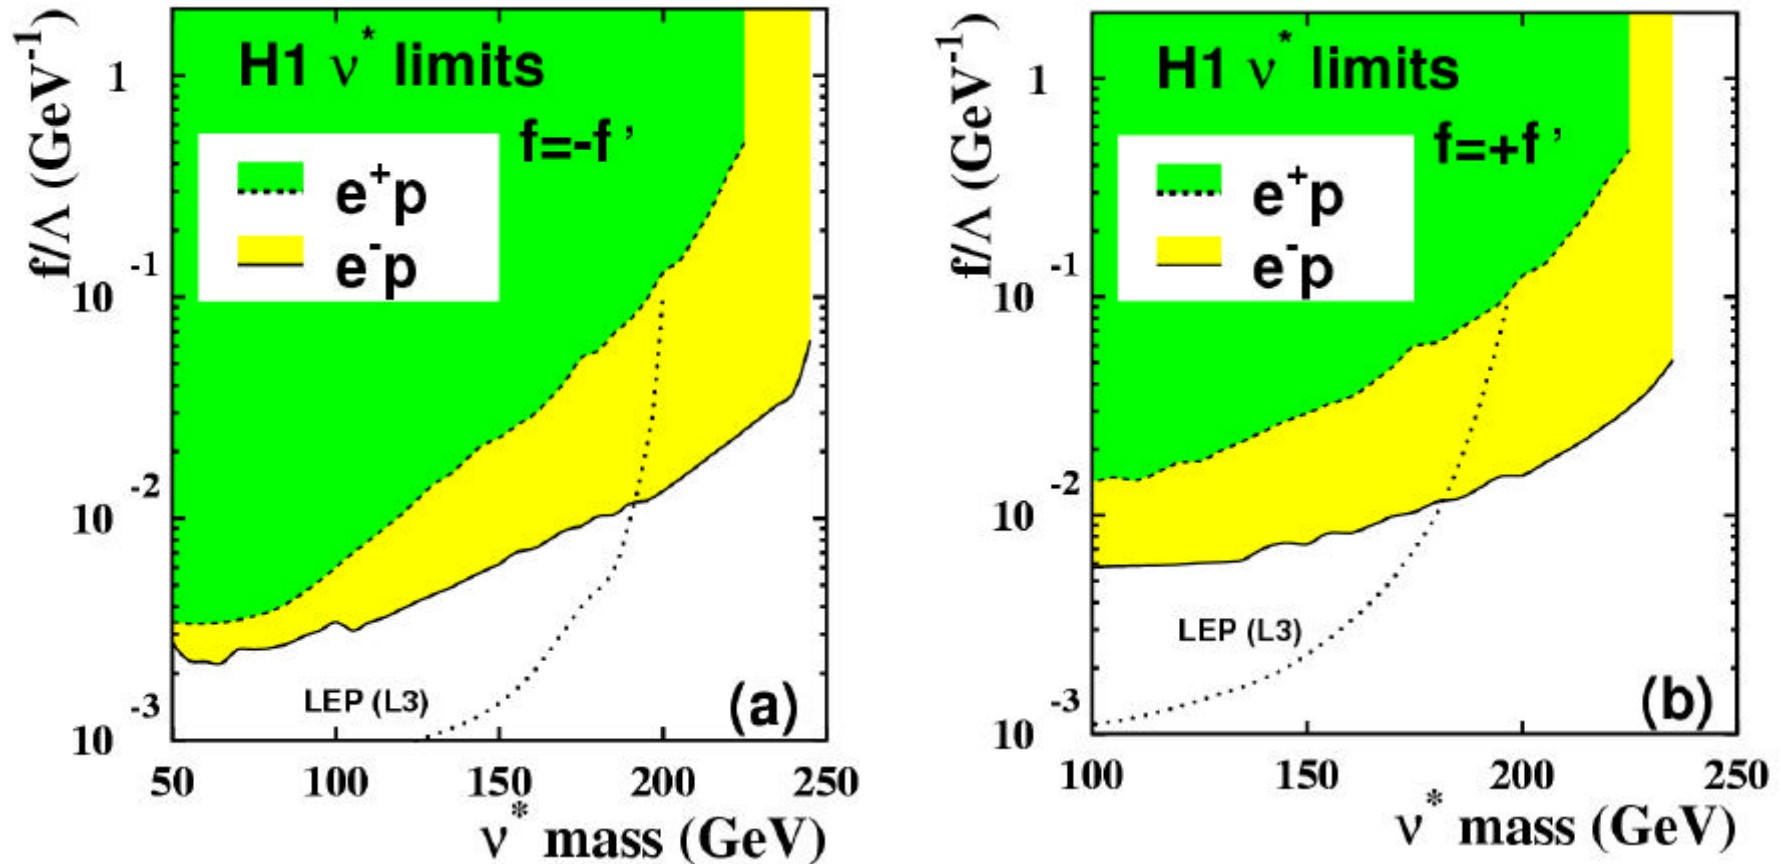 H1 ν* limits
f=-f’
e+p
e-p
LEP (L3)
(a)
f/Λ (GeV-1)
1
10-1
10-2
10-3
50 100 150 200 250
ν* mass (GeV)
H1 ν* limits
f=+f’
e+p
e-p
LEP (L3)
(b)
f/Λ (GeV-1)
1
10-1
10-2
10-3
100 150 200 250
ν* mass (GeV)